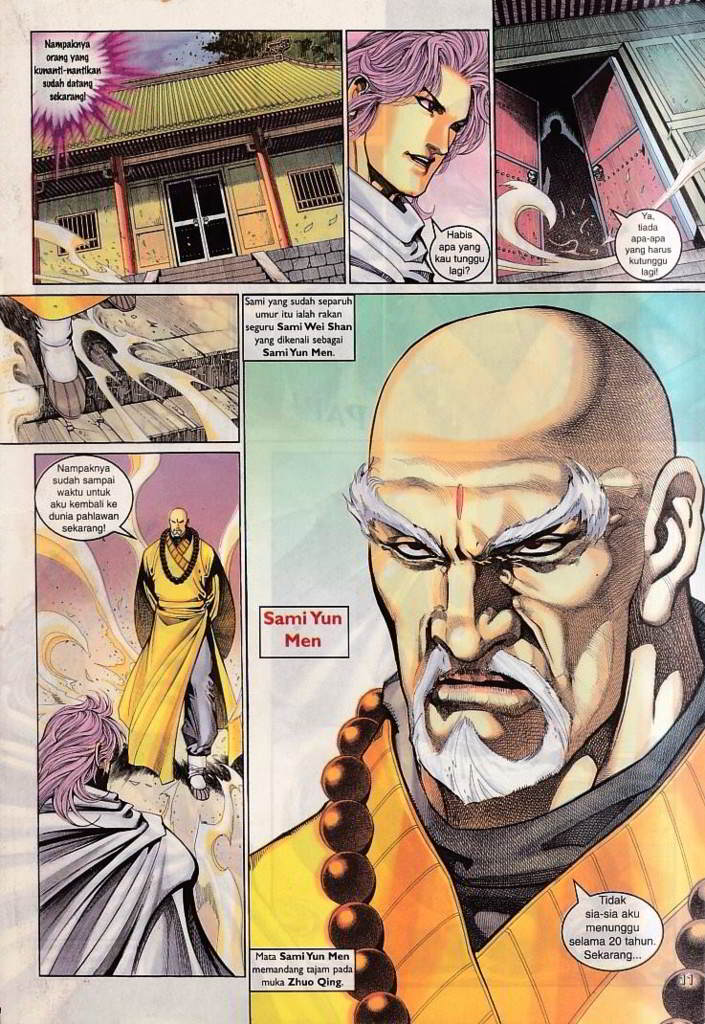 Nampaknya
orang yang
kunanti-nantikan
sudah datang
sekarang!
Habis
apa yang
kau tunggu
lagi?
Ya,
tiada
apa-apa
yang harus
kutunggu
lagi!
Sami yang sudah separuh
umur itu ialah rakan
seguru Sami Wei Shan
yang dikenali sebagai
Sami Yun Men.
Nampaknya
sudah sampai
waktu untuk
aku kembali ke
dunia pahlawan
sekarang!
Sami Yun
Men
Tidak
sia-sia aku
menunggu
selama 20 tahun.
Sekarang...
Mata Sami Yun Men
memandang tajam pada
muka Zhuo Qing.
11